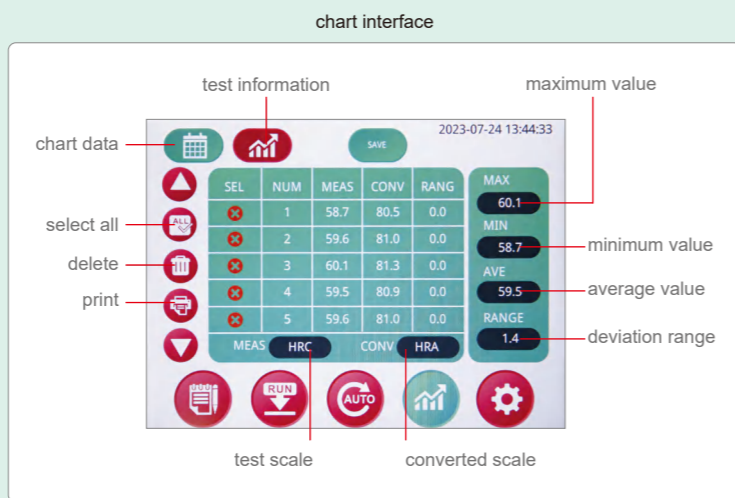 chart interface
test information
maximum value
2023-07-24 13:44:33
chart data
SAVE
SEL NUM MEAS CONV RANG
1 58.7 80.5 0.0
2 59.6 81.0 0.0
3 60.1 81.3 0.0
4 59.5 80.9 0.0
5 59.6 81.0 0.0
MEAS HRC CONV HRA
MAX
60.1
MIN
58.7
AVE
59.5
RANGE
1.4
ALL
select all
delete
print
minimum value
average value
deviation range
RUN
AUTO
test scale
converted scale